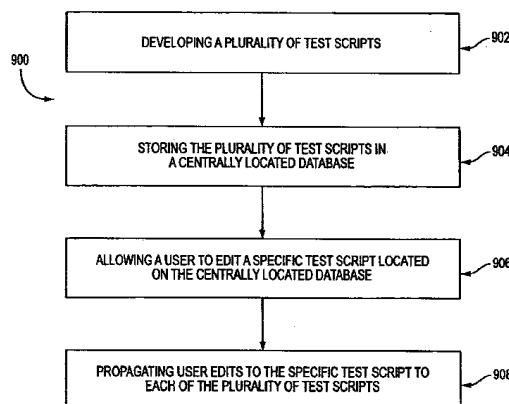 DEVELOPING A PLURALITY OF TEST SCRIPTS
902
900
STORING THE PLURALITY OF TEST SCRIPTS IN
A CENTRALLY LOCATED DATABASE
904
ALLOWING A USER TO EDIT A SPECIFIC TEST SCRIPT LOCATED
ON THE CENTRALLY LOCATED DATABASE
906
PROPAGATING USER EDITS TO THE SPECIFIC TEST SCRIPT TO
EACH OF THE PLURALITY OF TEST SCRIPTS
908